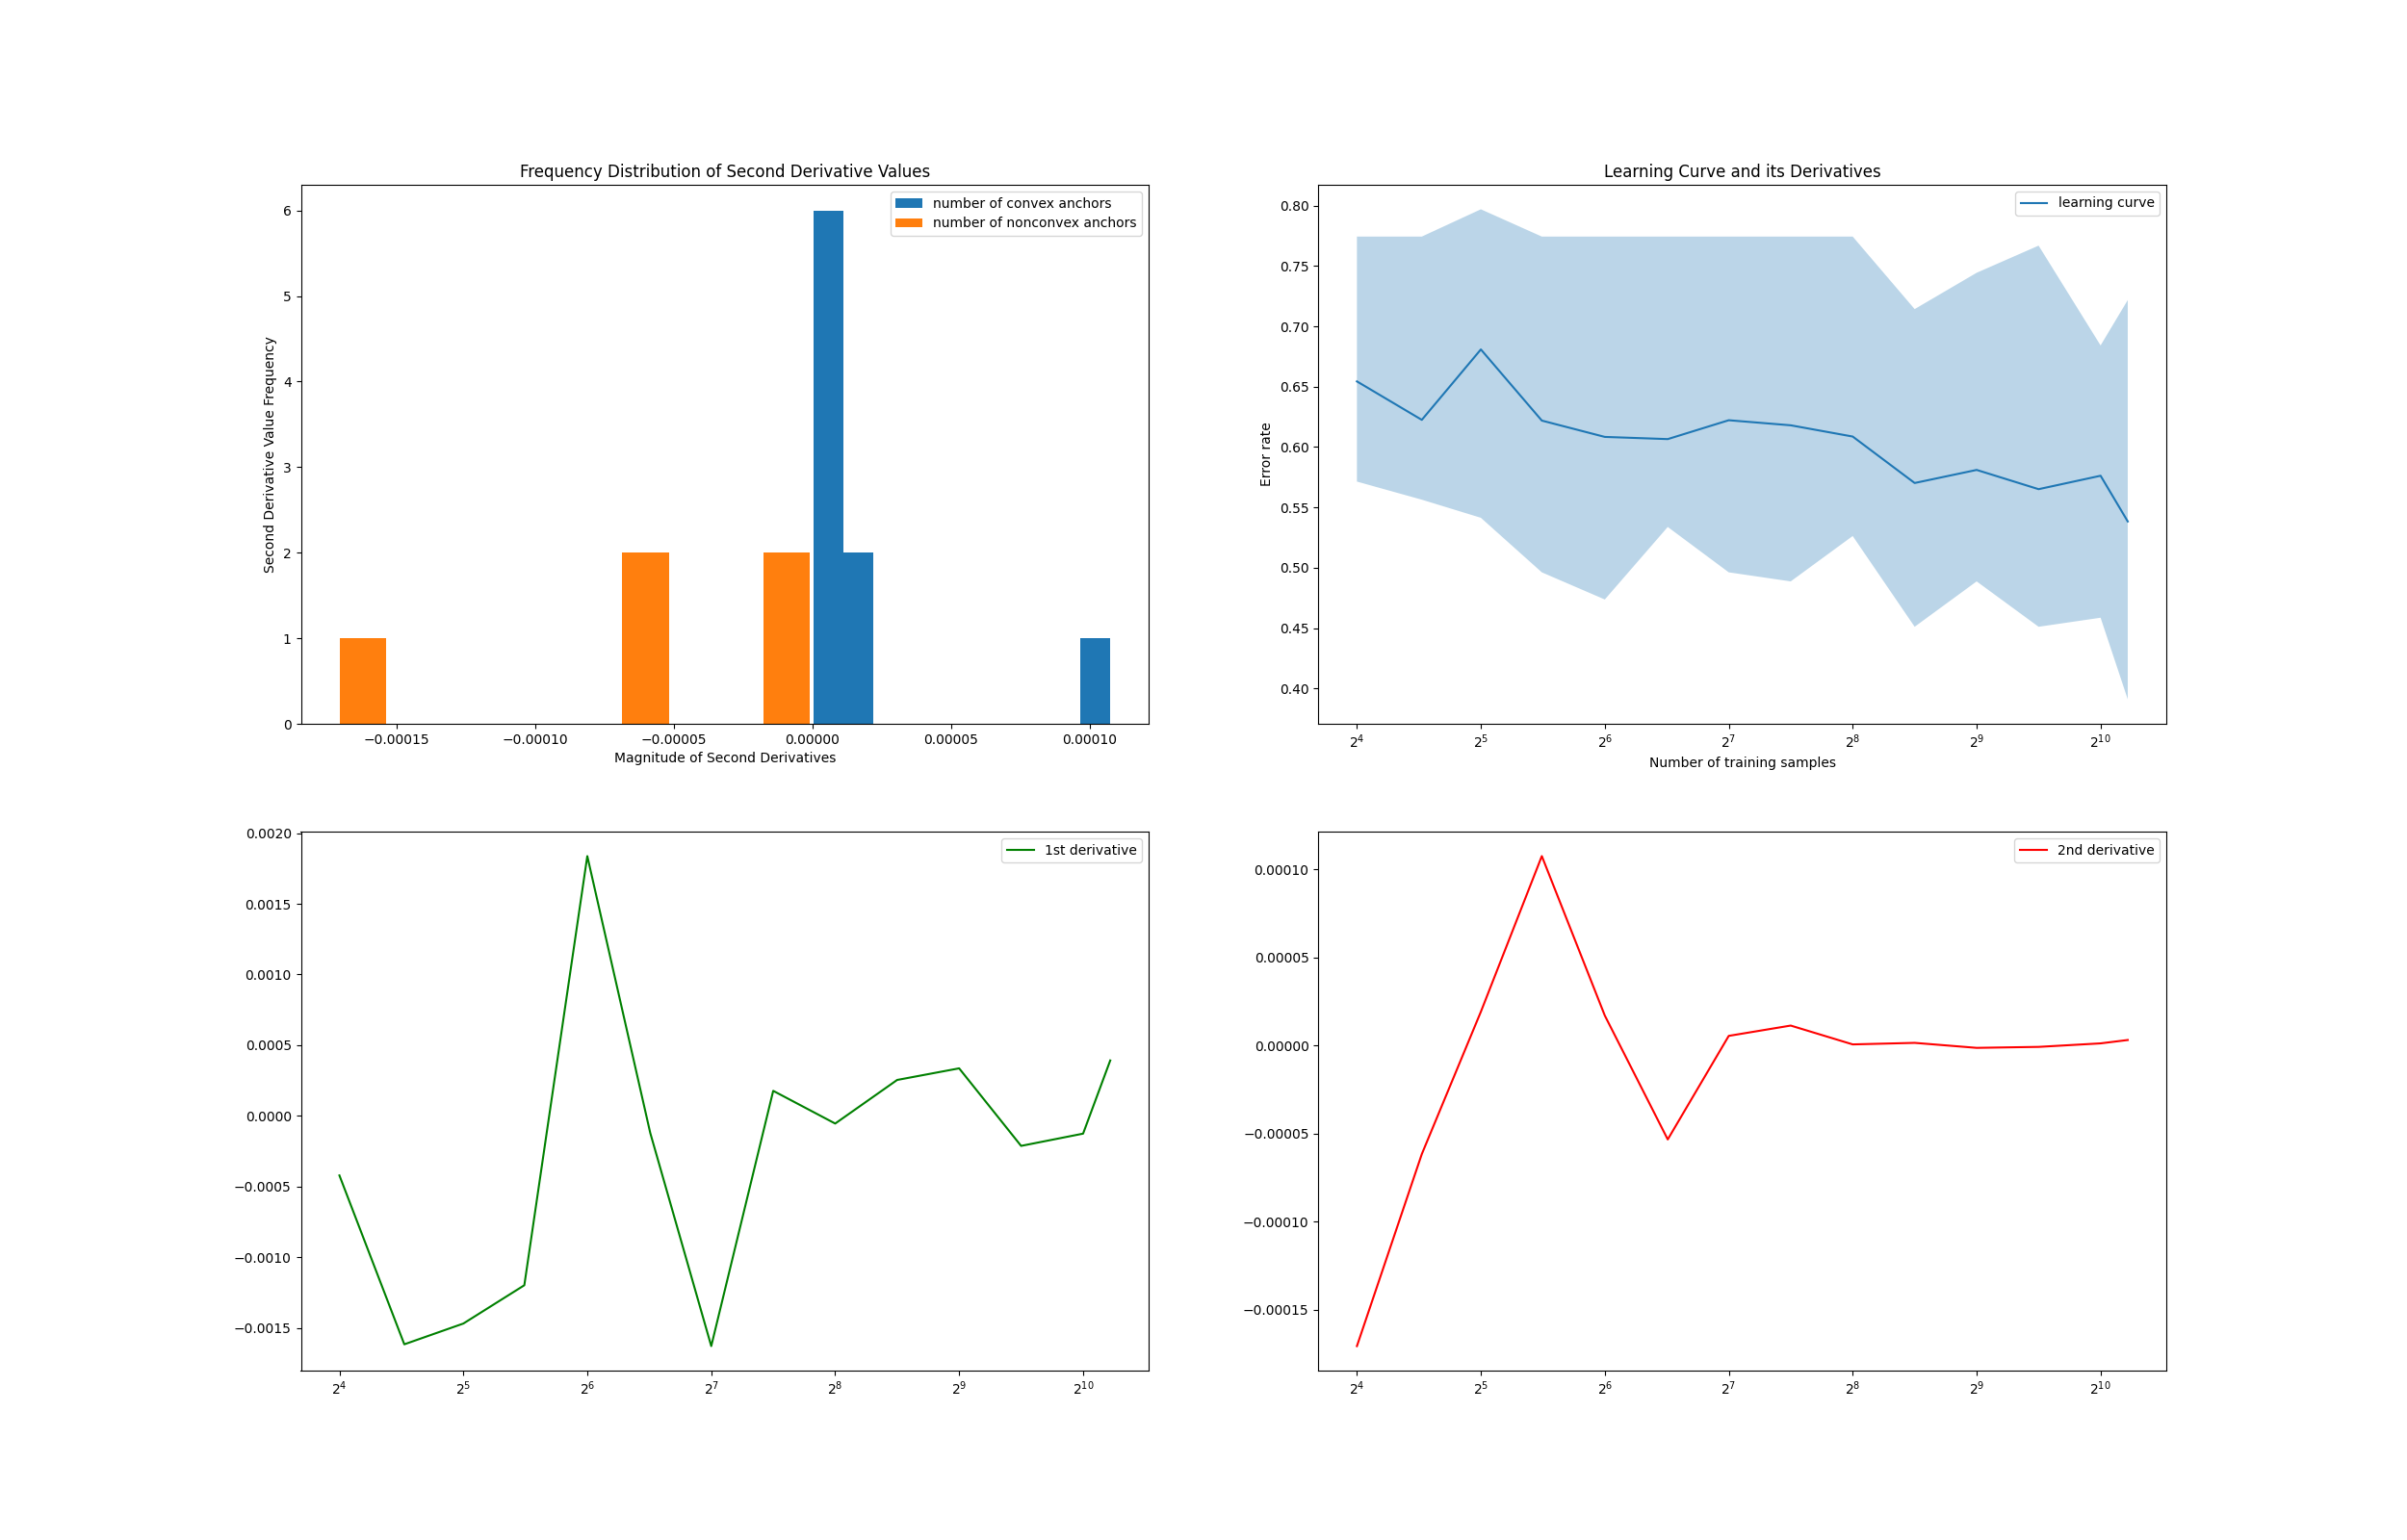 Frequency Distribution of Second Derivative Values
number of convex anchors
number of nonconvex anchors
Second Derivative Value Frequency
6
5
4
3
2
1
0
−0.00015 −0.00010 −0.00005 0.00000 0.00005 0.00010
Magnitude of Second Derivatives
Learning Curve and its Derivatives
learning curve
Error rate
0.80
0.75
0.70
0.65
0.60
0.55
0.50
0.45
0.40
2⁴ 2⁵ 2⁶ 2⁷ 2⁸ 2⁹ 2¹⁰
Number of training samples
1st derivative
0.0020
0.0015
0.0010
0.0005
0.0000
−0.0005
−0.0010
−0.0015
2⁴ 2⁵ 2⁶ 2⁷ 2⁸ 2⁹ 2¹⁰
2nd derivative
0.00010
0.00005
0.00000
−0.00005
−0.00010
−0.00015
2⁴ 2⁵ 2⁶ 2⁷ 2⁸ 2⁹ 2¹⁰